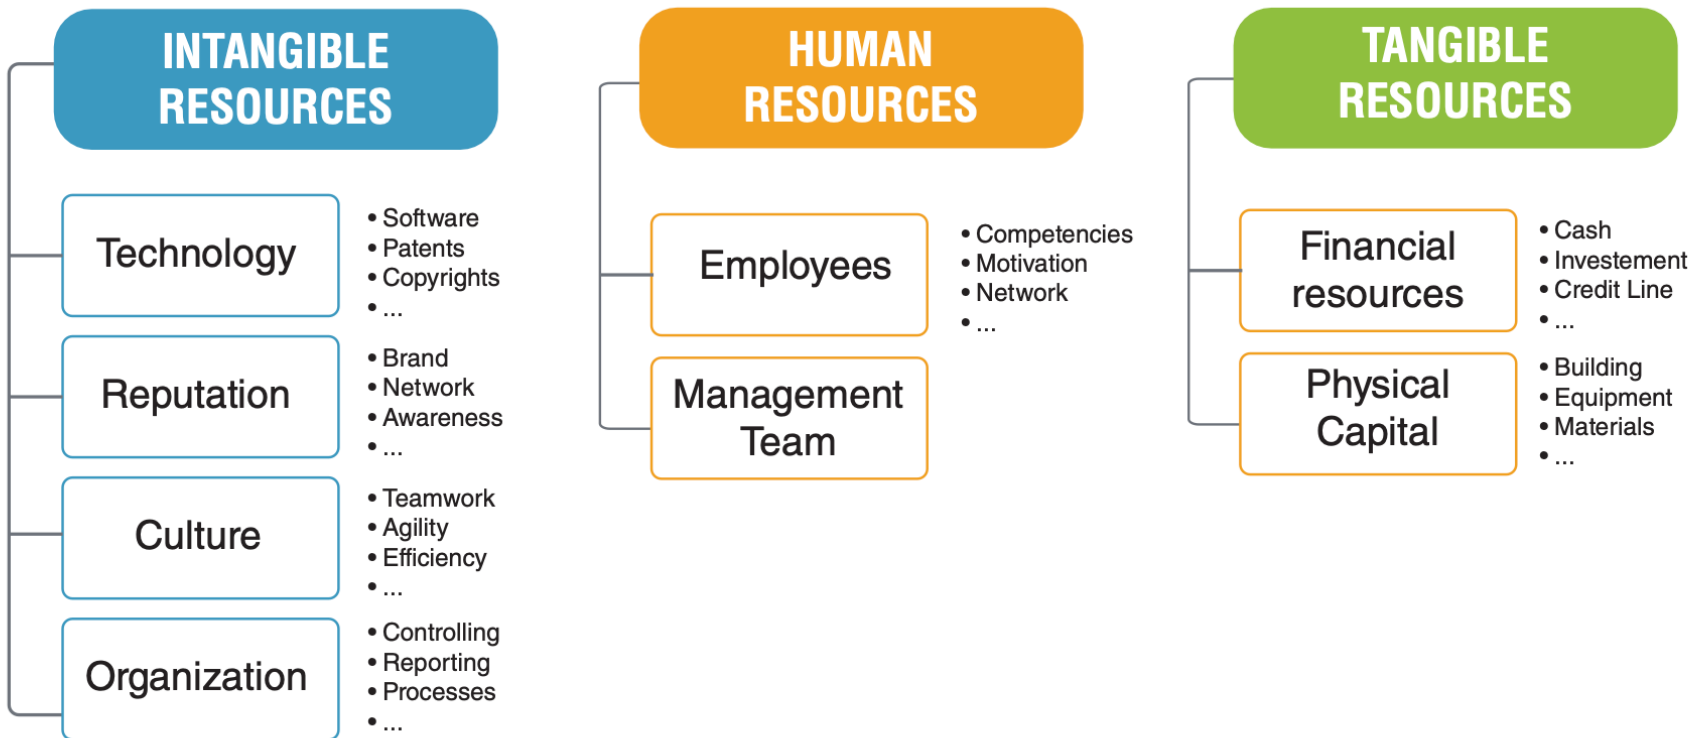 INTANGIBLE
RESOURCES
Technology
• Software
• Patents
• Copyrights
• ...
Reputation
• Brand
• Network
• Awareness
• ...
Culture
• Teamwork
• Agility
• Efficiency
• ...
Organization
• Controlling
• Reporting
• Processes
• ...
HUMAN
RESOURCES
Employees
• Competencies
• Motivation
• Network
• ...
Management
Team
TANGIBLE
RESOURCES
Financial
resources
• Cash
• Investement
• Credit Line
• ...
Physical
Capital
• Building
• Equipment
• Materials
• ...